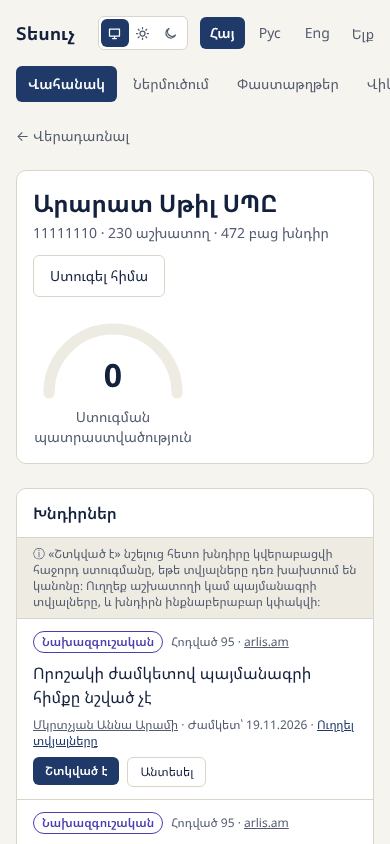 Տեսուչ Հայ Рус Eng Ելք
Վահանակ Ներմուծում Փաստաթղթեր
← Վերադառնալ
Արարատ Սթիլ ՍՊԸ
11111110 · 230 աշխատող · 472 բաց խնդիր
Ստուգել հիմա
0
Ստուգման
պատրաստվածություն
Խնդիրներ
ⓘ «Շտկված է» նշելուց հետո խնդիրը կվերաբացվի
հաջորդ ստուգմանը, եթե տվյալները դեռ խախտում են
կանոնը։ Ուղղեք աշխատողի կամ պայմանագրի
տվյալները, և խնդիրն ինքնաբերաբար կփակվի։
Նախազգուշական Հոդված 95 · arlis.am
Որոշակի ժամկետով պայմանագրի
հիմքը նշված չէ
Մկրտչյան Աննա Արամի · Ժամկետ՝ 19.11.2026 · Ուղղել
տվյալները
Շտկված է Անտեսել
Նախազգուշական Հոդված 95 · arlis.am